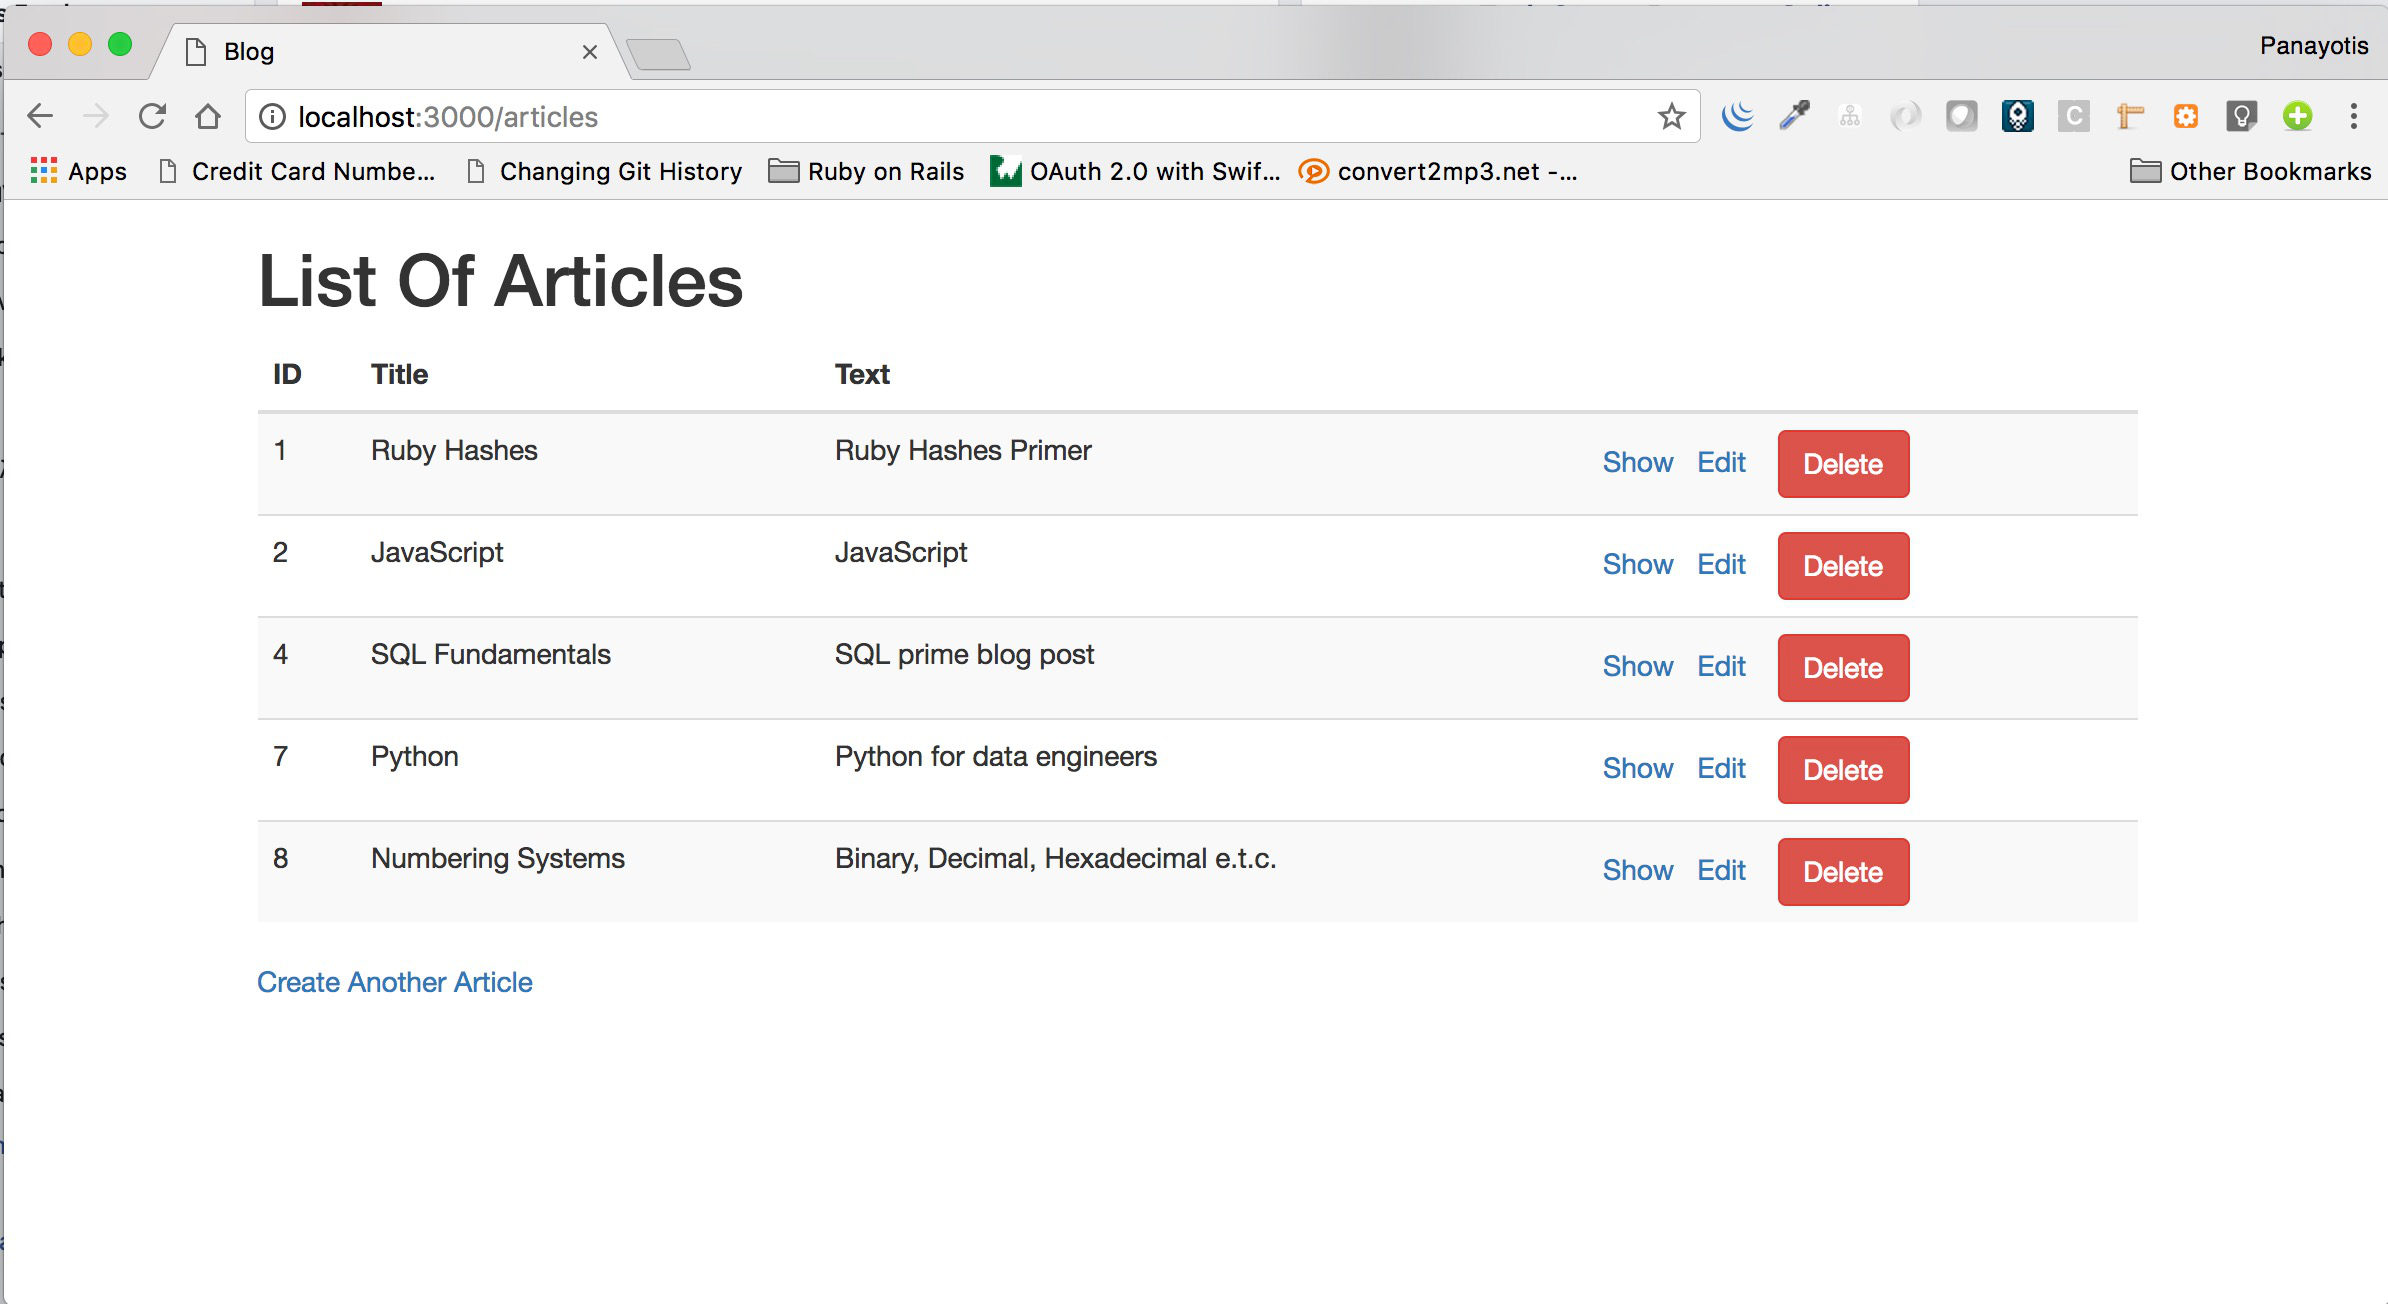 Blog
Panayotis
localhost:3000/articles
Apps Credit Card Numbe... Changing Git History Ruby on Rails OAuth 2.0 with Swif... convert2mp3.net -... Other Bookmarks
List Of Articles
ID Title Text
1 Ruby Hashes Ruby Hashes Primer Show Edit Delete
2 JavaScript JavaScript Show Edit Delete
4 SQL Fundamentals SQL prime blog post Show Edit Delete
7 Python Python for data engineers Show Edit Delete
8 Numbering Systems Binary, Decimal, Hexadecimal e.t.c. Show Edit Delete
Create Another Article